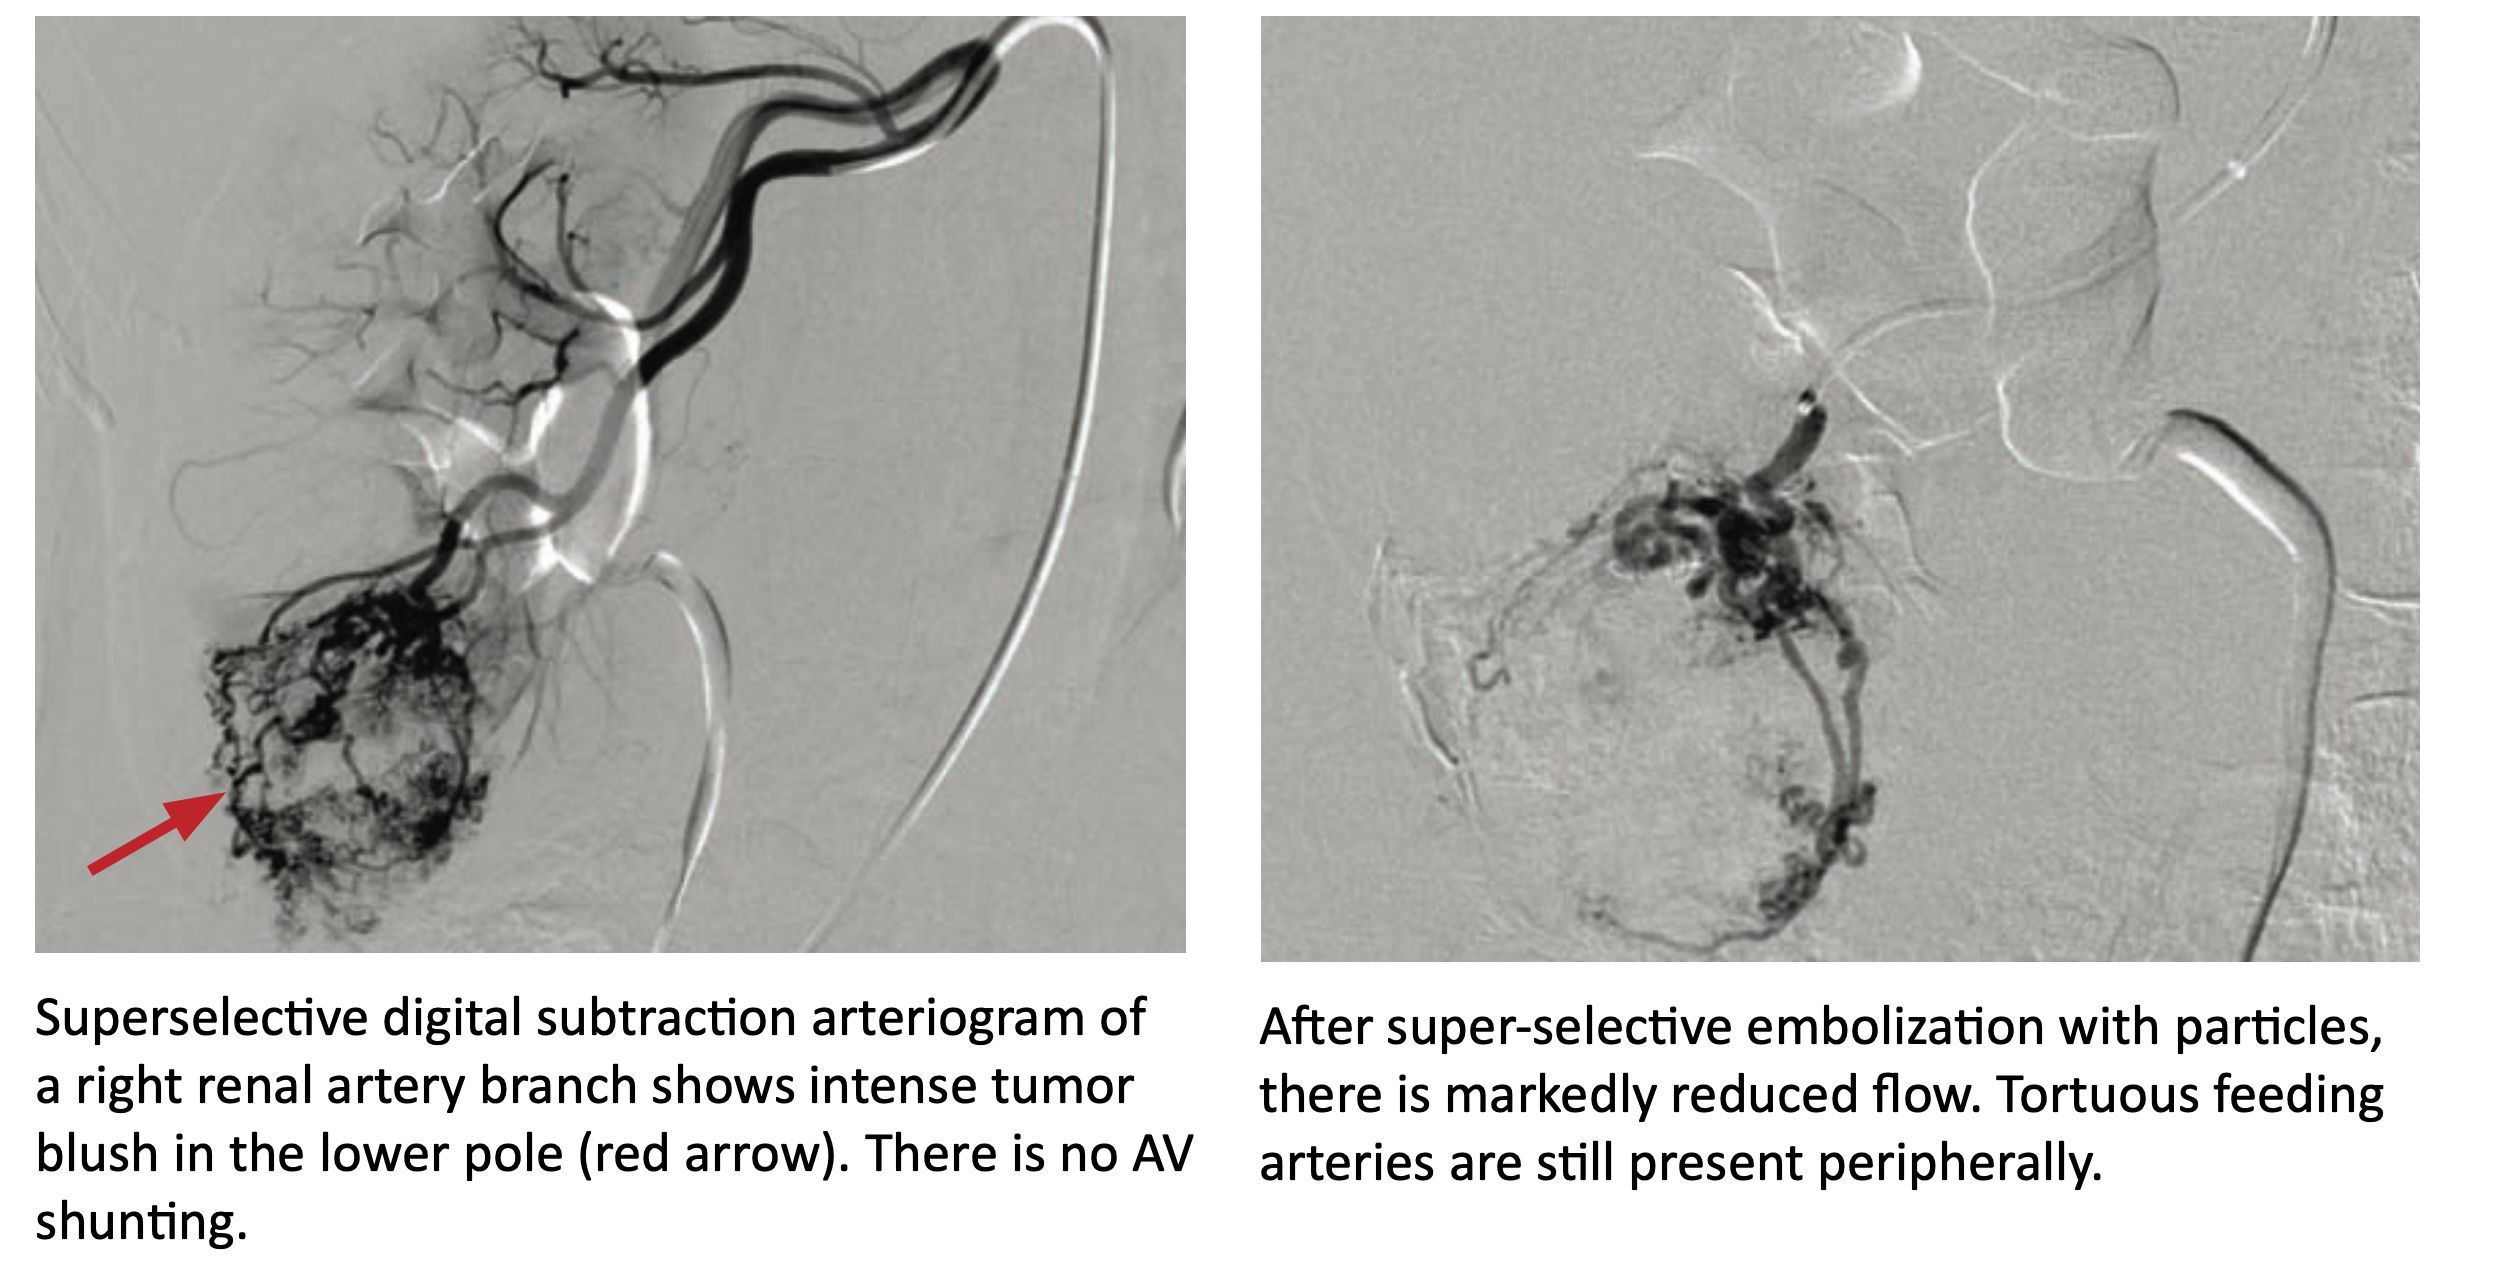 Superselective digital subtraction arteriogram of
a right renal artery branch shows intense tumor
blush in the lower pole (red arrow). There is no AV
shunting.
After super-selective embolization with particles,
there is markedly reduced flow. Tortuous feeding
arteries are still present peripherally.